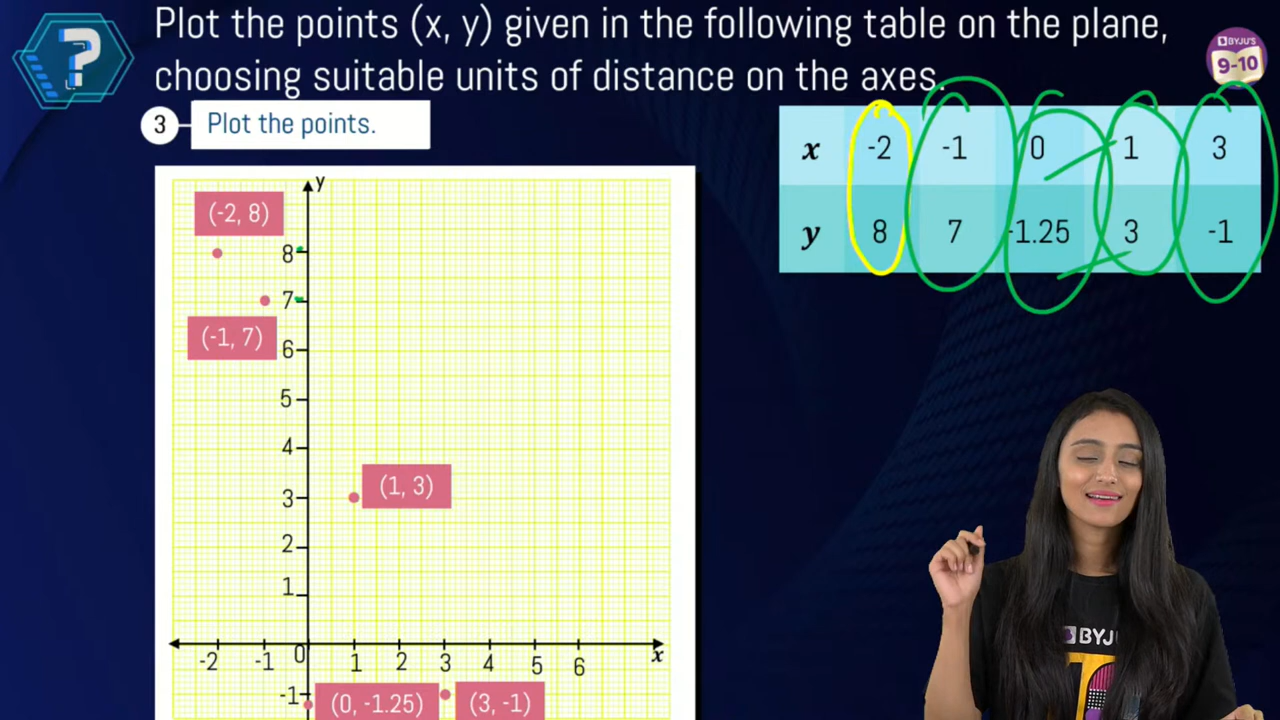 Plot the points (x, y) given in the following table on the plane,
choosing suitable units of distance on the axes.
BYJU'S
9-10
3 Plot the points.
x -2 -1 0 1 3
y 8 7 -1.25 3 -1
y
(-2, 8)
8
7
(-1, 7)
6
5
4
(1, 3)
3
2
1
-2 -1 0 1 2 3 4 5 6 x
-1
(0, -1.25) (3, -1)
BYJ